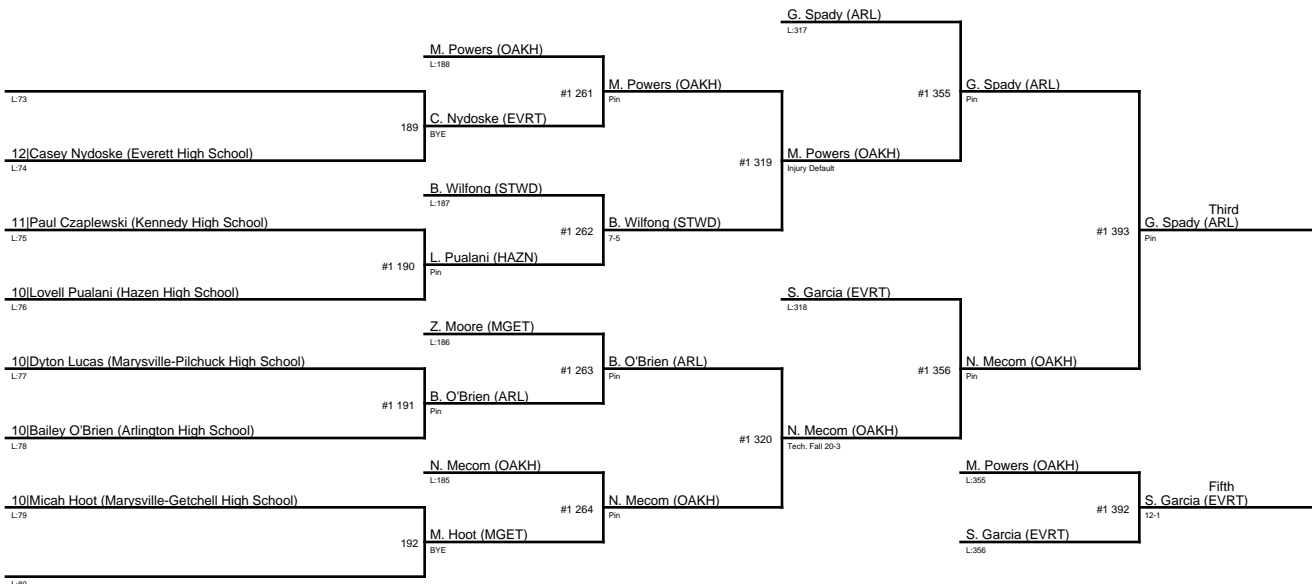 G. Spady (ARL)
L:317
M. Powers (OAKH)
L:188
#1 261
M. Powers (OAKH)
Pin
#1 355
G. Spady (ARL)
Pin
L:73
189
C. Nydoske (EVRT)
BYE
12|Casey Nydoske (Everett High School)
L:74
#1 319
M. Powers (OAKH)
Injury Default
B. Wilfong (STWD)
L:187
11|Paul Czaplewski (Kennedy High School)
L:75
#1 262
B. Wilfong (STWD)
7-5
#1 393
Third
G. Spady (ARL)
Pin
#1 190
L. Pualani (HAZN)
Pin
10|Lovell Pualani (Hazen High School)
L:76
S. Garcia (EVRT)
L:318
Z. Moore (MGET)
L:186
10|Dyton Lucas (Marysville-Pilchuck High School)
L:77
#1 263
B. O'Brien (ARL)
Pin
#1 356
N. Mecom (OAKH)
Pin
#1 191
B. O'Brien (ARL)
Pin
10|Bailey O'Brien (Arlington High School)
L:78
#1 320
N. Mecom (OAKH)
Tech. Fall 20-3
N. Mecom (OAKH)
L:185
M. Powers (OAKH)
L:355
10|Micah Hoot (Marysville-Getchell High School)
L:79
#1 264
N. Mecom (OAKH)
Pin
#1 392
Fifth
S. Garcia (EVRT)
12-1
192
M. Hoot (MGET)
BYE
S. Garcia (EVRT)
L:356
L:80